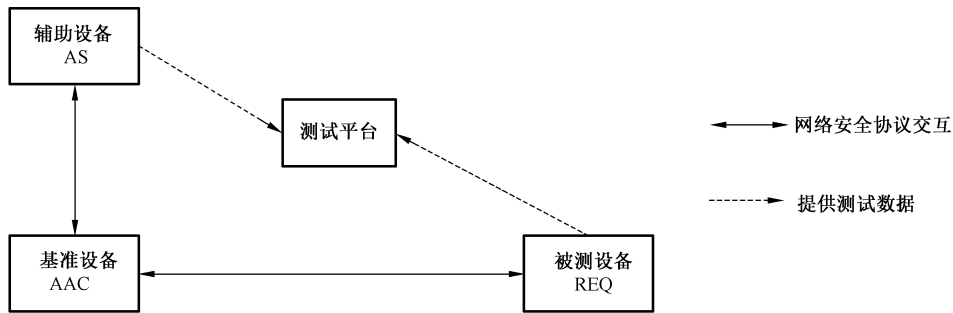 辅助设备
AS
测试平台
网络安全协议交互
提供测试数据
基准设备
AAC
被测设备
REQ